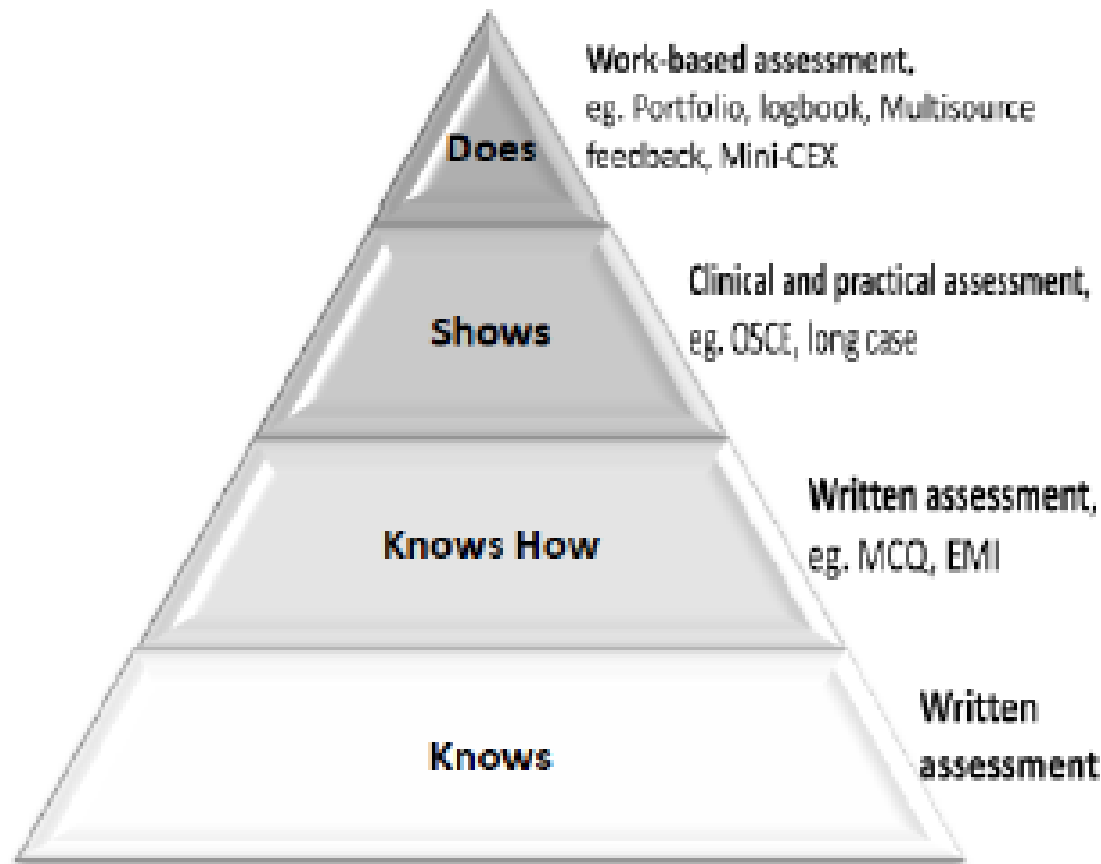 Does
Work-based assessment,
eg. Portfolio, logbook, Multisource
feedback, Mini-CEX
Shows
Clinical and practical assessment,
eg. OSCE, long case
Knows How
Written assessment,
eg. MCQ, EMI
Knows
Written
assessment